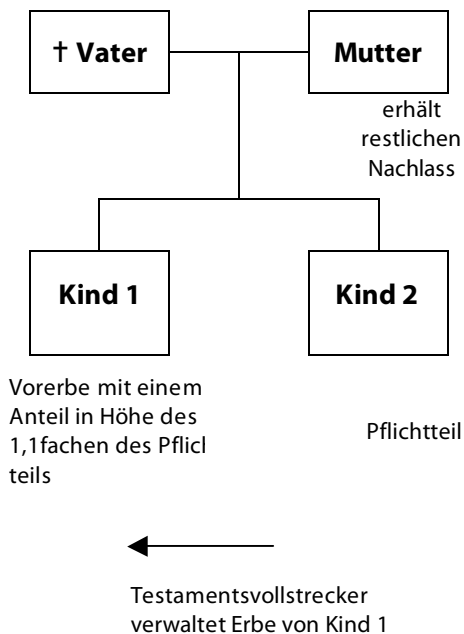 † Vater
Mutter
erhält
restlichen
Nachlass
Kind 1
Kind 2
Vorerbe mit einem
Anteil in Höhe des
1,1fachen des Pflicl
teils
Pflichtteil
Testamentsvollstrecker
verwaltet Erbe von Kind 1